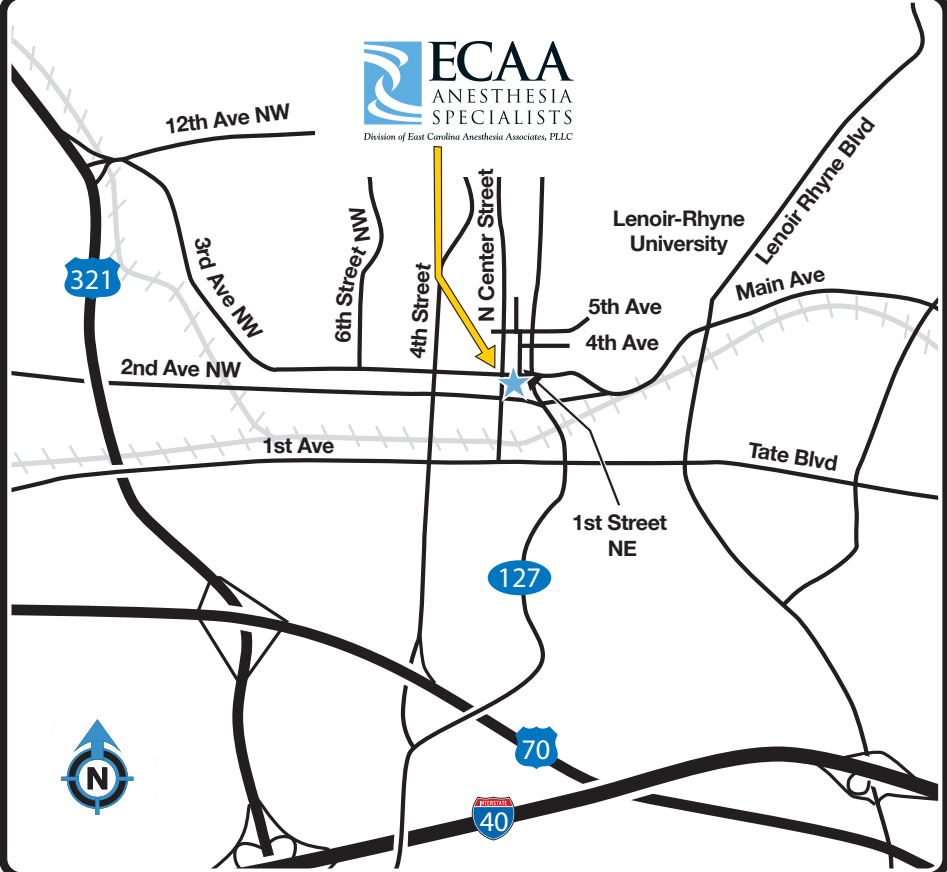 ECAA
ANESTHESIA
SPECIALISTS
Division of East Carolina Anesthesia Associates, PLLC
12th Ave NW
3rd Ave NW
6th Street NW
4th Street
N Center Street
Lenoir-Rhyne
University
Lenoir Rhyne Blvd
Main Ave
321
5th Ave
4th Ave
2nd Ave NW
1st Ave
Tate Blvd
1st Street
NE
127
70
N
INTERSTATE
40